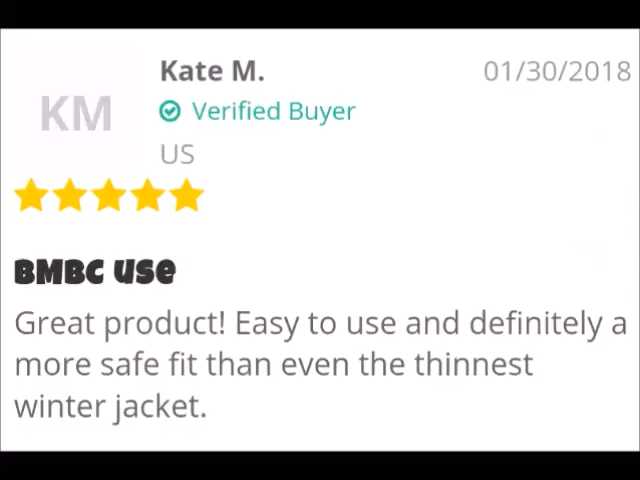 KM
Kate M.
01/30/2018
Verified Buyer
US
BMBC use
Great product! Easy to use and definitely a
more safe fit than even the thinnest
winter jacket.